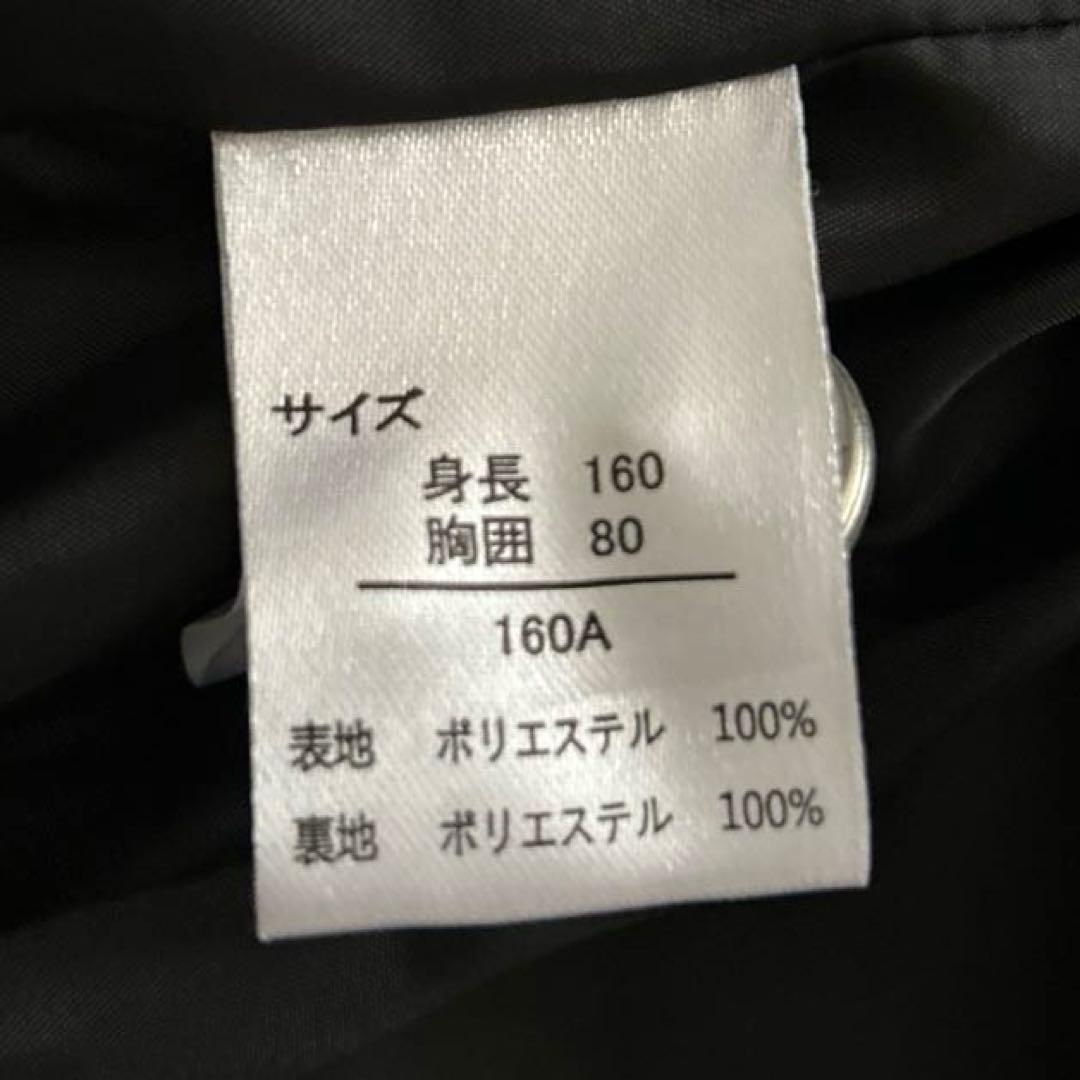 サイズ
身長 160
胸囲 80
160A
表地 ポリエステル 100%
裏地 ポリエステル 100%